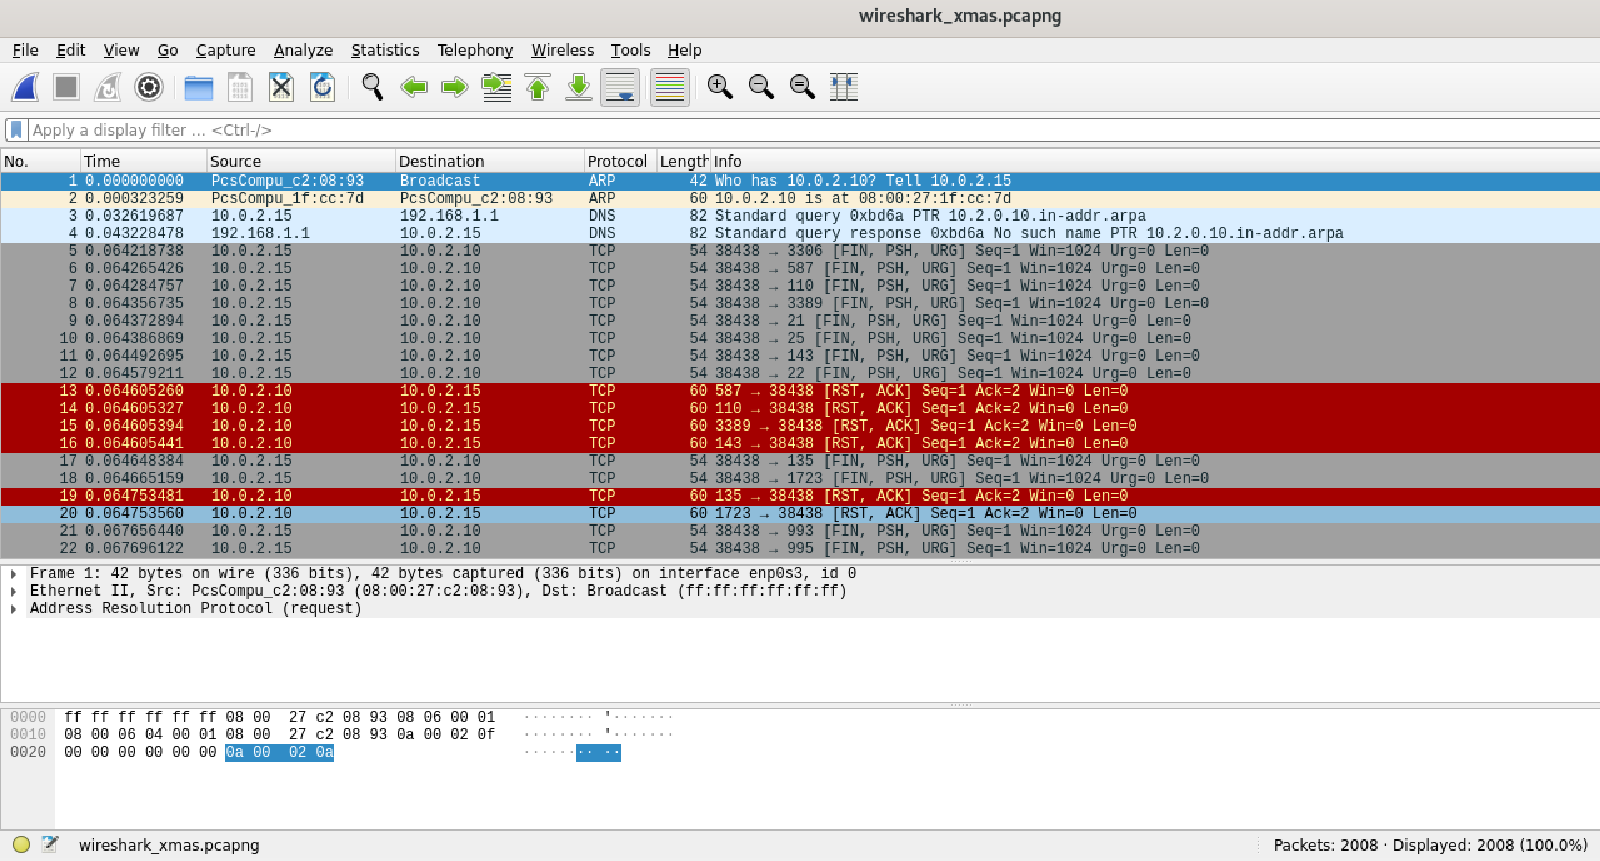 wireshark_xmas.pcapng
File Edit View Go Capture Analyze Statistics Telephony Wireless Tools Help
Apply a display filter ... <Ctrl-/>
No. Time Source Destination Protocol Length Info
1 0.000000000 PcsCompu_c2:08:93 Broadcast ARP 42 Who has 10.0.2.10? Tell 10.0.2.15
2 0.000323259 PcsCompu_1f:cc:7d PcsCompu_c2:08:93 ARP 60 10.0.2.10 is at 08:00:27:1f:cc:7d
3 0.032619687 10.0.2.15 192.168.1.1 DNS 82 Standard query 0xbd6a PTR 10.2.0.10.in-addr.arpa
4 0.043228478 192.168.1.1 10.0.2.15 DNS 82 Standard query response 0xbd6a No such name PTR 10.2.0.10.in-addr.arpa
5 0.064218738 10.0.2.15 10.0.2.10 TCP 54 38438 → 3306 [FIN, PSH, URG] Seq=1 Win=1024 Urg=0 Len=0
6 0.064265426 10.0.2.15 10.0.2.10 TCP 54 38438 → 587 [FIN, PSH, URG] Seq=1 Win=1024 Urg=0 Len=0
7 0.064284757 10.0.2.15 10.0.2.10 TCP 54 38438 → 110 [FIN, PSH, URG] Seq=1 Win=1024 Urg=0 Len=0
8 0.064356735 10.0.2.15 10.0.2.10 TCP 54 38438 → 3389 [FIN, PSH, URG] Seq=1 Win=1024 Urg=0 Len=0
9 0.064372894 10.0.2.15 10.0.2.10 TCP 54 38438 → 21 [FIN, PSH, URG] Seq=1 Win=1024 Urg=0 Len=0
10 0.064386869 10.0.2.15 10.0.2.10 TCP 54 38438 → 25 [FIN, PSH, URG] Seq=1 Win=1024 Urg=0 Len=0
11 0.064492695 10.0.2.15 10.0.2.10 TCP 54 38438 → 143 [FIN, PSH, URG] Seq=1 Win=1024 Urg=0 Len=0
12 0.064579211 10.0.2.15 10.0.2.10 TCP 54 38438 → 22 [FIN, PSH, URG] Seq=1 Win=1024 Urg=0 Len=0
13 0.064605260 10.0.2.10 10.0.2.15 TCP 60 587 → 38438 [RST, ACK] Seq=1 Ack=2 Win=0 Len=0
14 0.064605327 10.0.2.10 10.0.2.15 TCP 60 110 → 38438 [RST, ACK] Seq=1 Ack=2 Win=0 Len=0
15 0.064605394 10.0.2.10 10.0.2.15 TCP 60 3389 → 38438 [RST, ACK] Seq=1 Ack=2 Win=0 Len=0
16 0.064605441 10.0.2.10 10.0.2.15 TCP 60 143 → 38438 [RST, ACK] Seq=1 Ack=2 Win=0 Len=0
17 0.064648384 10.0.2.15 10.0.2.10 TCP 54 38438 → 135 [FIN, PSH, URG] Seq=1 Win=1024 Urg=0 Len=0
18 0.064665159 10.0.2.15 10.0.2.10 TCP 54 38438 → 1723 [FIN, PSH, URG] Seq=1 Win=1024 Urg=0 Len=0
19 0.064753481 10.0.2.10 10.0.2.15 TCP 60 135 → 38438 [RST, ACK] Seq=1 Ack=2 Win=0 Len=0
20 0.064753560 10.0.2.10 10.0.2.15 TCP 60 1723 → 38438 [RST, ACK] Seq=1 Ack=2 Win=0 Len=0
21 0.067656440 10.0.2.15 10.0.2.10 TCP 54 38438 → 993 [FIN, PSH, URG] Seq=1 Win=1024 Urg=0 Len=0
22 0.067696122 10.0.2.15 10.0.2.10 TCP 54 38438 → 995 [FIN, PSH, URG] Seq=1 Win=1024 Urg=0 Len=0
Frame 1: 42 bytes on wire (336 bits), 42 bytes captured (336 bits) on interface enp0s3, id 0
Ethernet II, Src: PcsCompu_c2:08:93 (08:00:27:c2:08:93), Dst: Broadcast (ff:ff:ff:ff:ff:ff)
Address Resolution Protocol (request)
0000 ff ff ff ff ff ff 08 00 27 c2 08 93 08 06 00 01 ········ '·······
0010 08 00 06 04 00 01 08 00 27 c2 08 93 0a 00 02 0f ········ '·······
0020 00 00 00 00 00 00 0a 00 02 0a ········ ··
wireshark_xmas.pcapng
Packets: 2008 · Displayed: 2008 (100.0%)